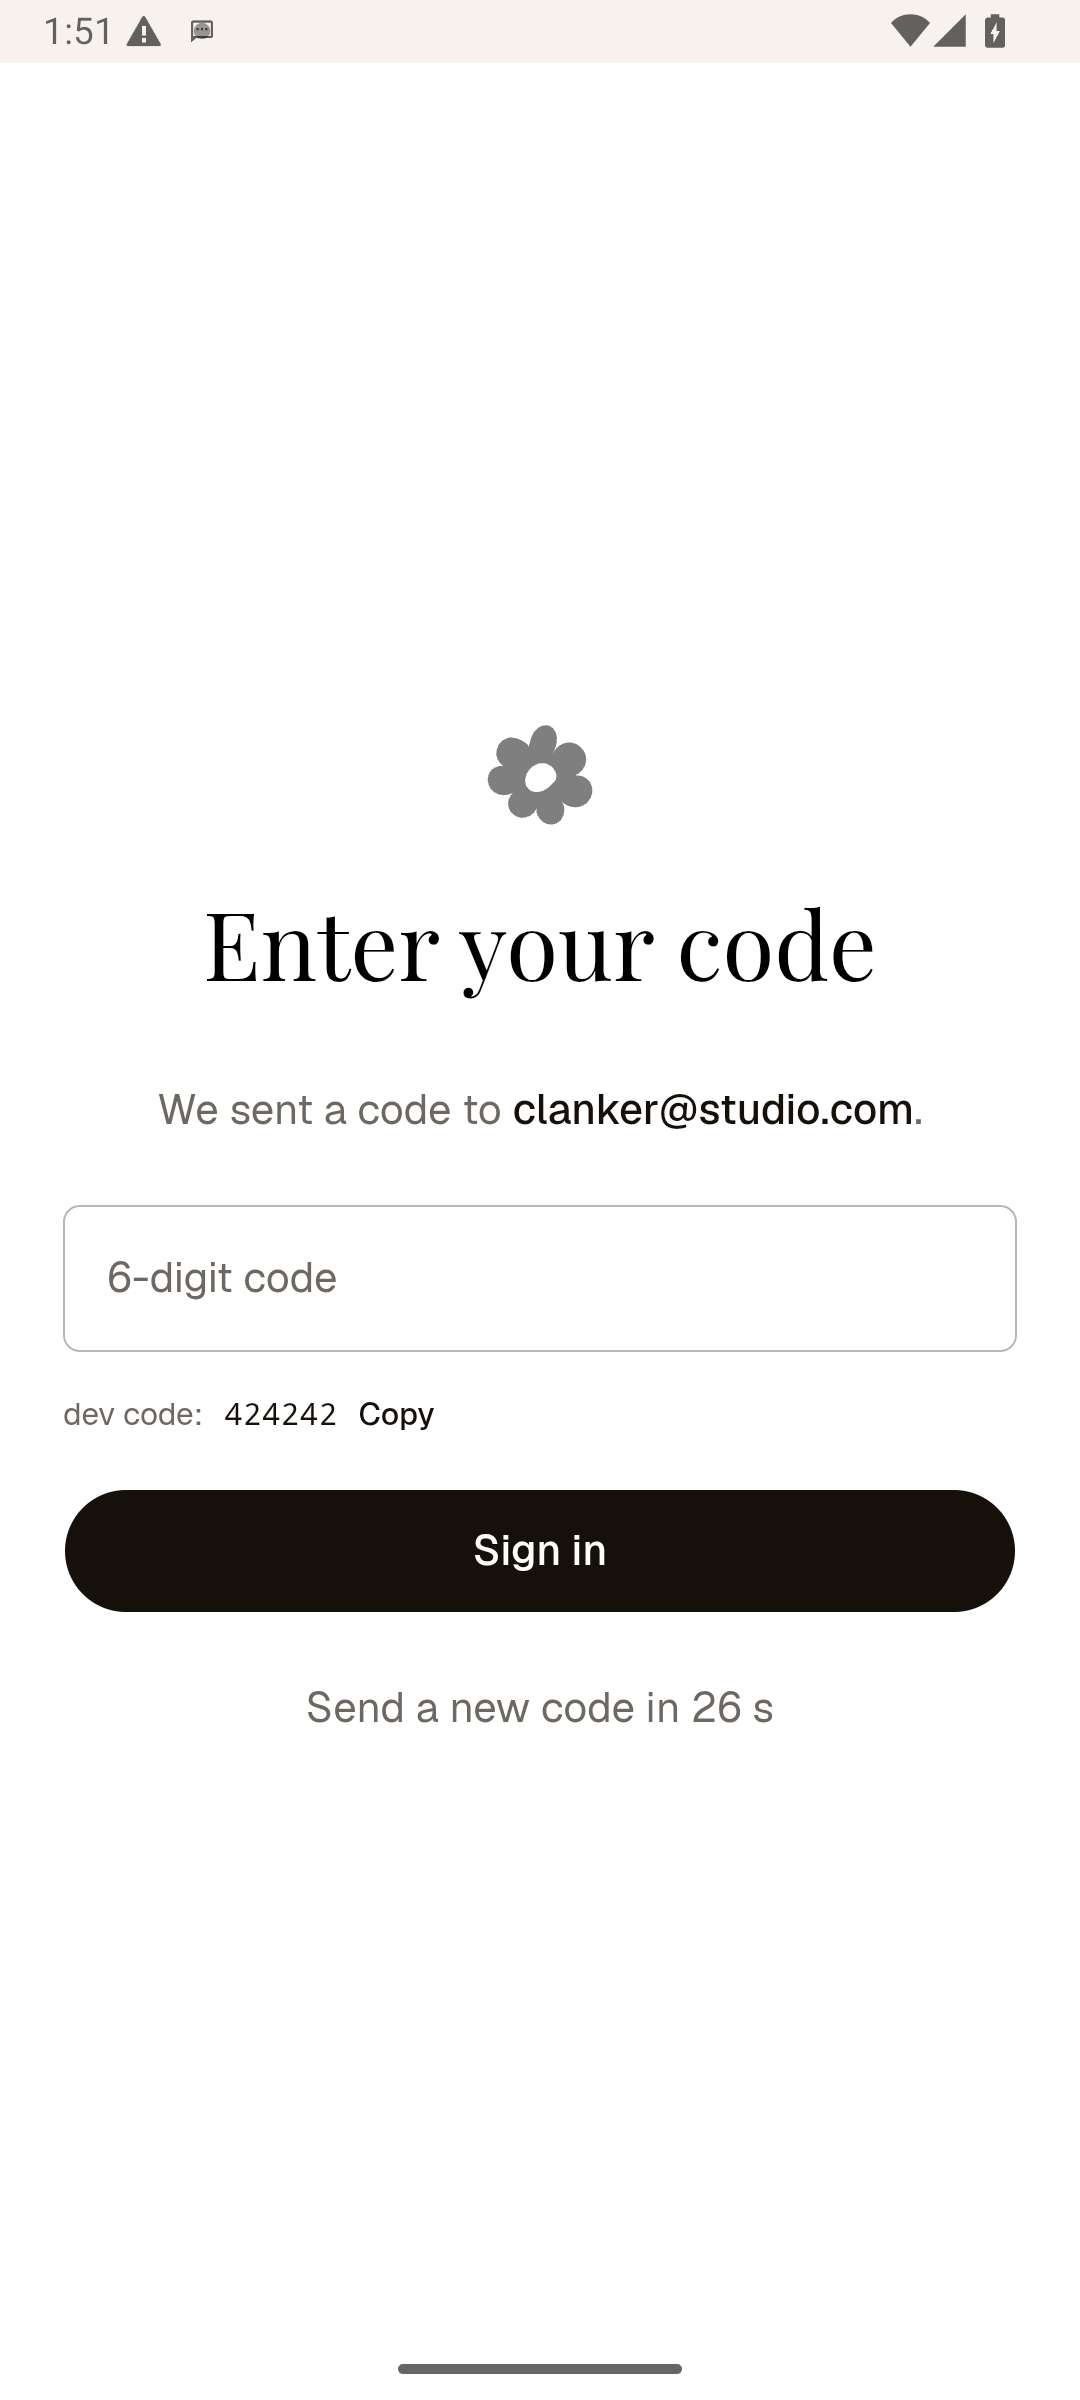 1:51
Enter your code
We sent a code to clanker@studio.com.
6-digit code
dev code: 424242 Copy
Sign in
Send a new code in 26 s